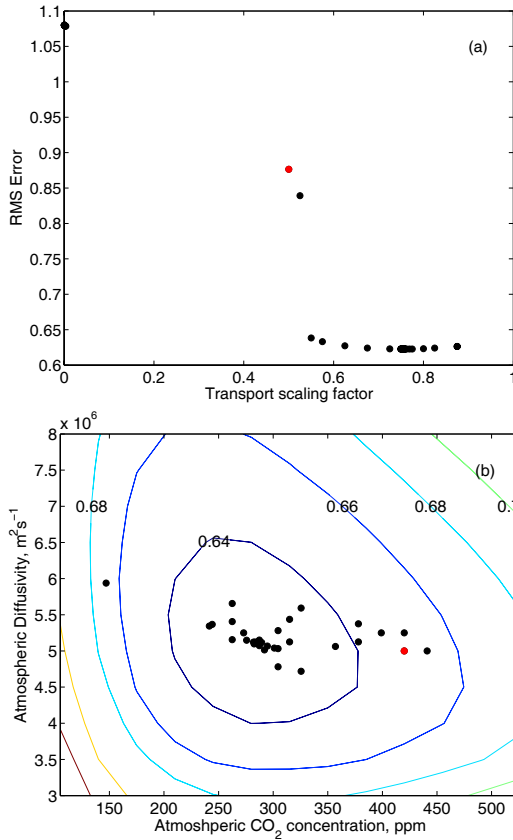 1.1
(a)
1.05
1
0.95
0.9
0.85
0.8
0.75
0.7
0.65
0.6
RMS Error
0 0.2 0.4 0.6 0.8 1
Transport scaling factor
x 10⁶
8
(b)
7.5
7
0.68 0.66 0.68
6.5
0.64
6
5.5
5
4.5
4
3.5
3
Atmospheric Diffusivity, m²s⁻¹
150 200 250 300 350 400 450 500
Atmoshperic CO₂ concentration, ppm